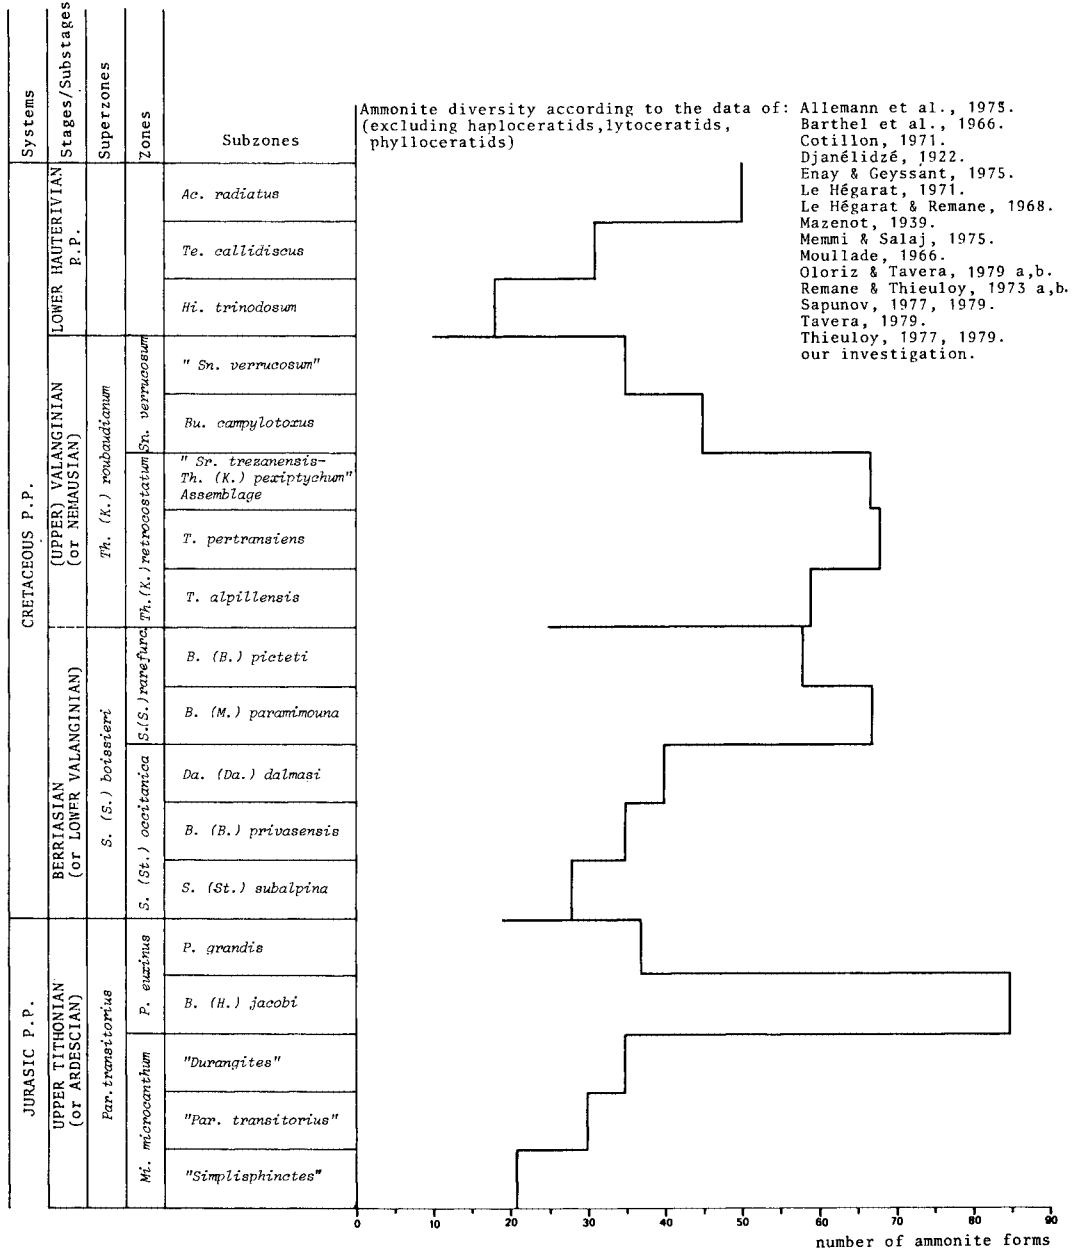 Systems
Stages/Substages
Superzones
Zones
Subzones
Ammonite diversity according to the data of: Allemann et al., 1975.
(excluding haploceratids,lytoceratids,
phylloceratids)
Barthel et al., 1966.
Cotillon, 1971.
Djanélidzé, 1922.
Enay & Geyssant, 1975.
Le Hégarat, 1971.
Le Hégarat & Remane, 1968.
Mazenot, 1939.
Memmi & Salaj, 1975.
Moullade, 1966.
Oloriz & Tavera, 1979 a,b.
Remane & Thieuloy, 1973 a,b.
Sapunov, 1977, 1979.
Tavera, 1979.
Thieuloy, 1977, 1979.
our investigation.
CRETACEOUS P.P.
JURASIC P.P.
LOWER HAUTERIVIAN
P.P.
(UPPER) VALANGINIAN
(or NEMAUSIAN)
BERRIASIAN
(or LOWER VALANGINIAN)
UPPER TITHONIAN
(or ARDESCIAN)
Th. (K.) roubaudianum
S. (S.) boissieri
Par.transitorius
Sn. verrucosum
Th.(K.)retrocostatum
S.(S.)rarefurca
S. (St.) occitanica
P. euxinus
Mi. microcanthum
Ac. radiatus
Te. callidiscus
Hi. trinodosum
" Sn. verrucosum"
Bu. campylotoxus
" Sr. trezanensis-
Th. (K.) pexiptychum"
Assemblage
T. pertransiens
T. alpillensis
B. (B.) picteti
B. (M.) paramimouna
Da. (Da.) dalmasi
B. (B.) privasensis
S. (St.) subalpina
P. grandis
B. (H.) jacobi
"Durangites"
"Par. transitorius"
"Simplisphinctes"
0 10 20 30 40 50 60 70 80 90
number of ammonite forms